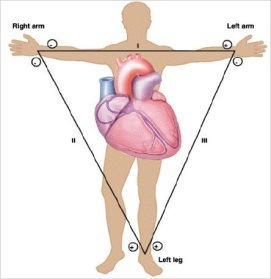 Right arm
Left arm
I
-
+
-
-
II
III
+
+
Left leg